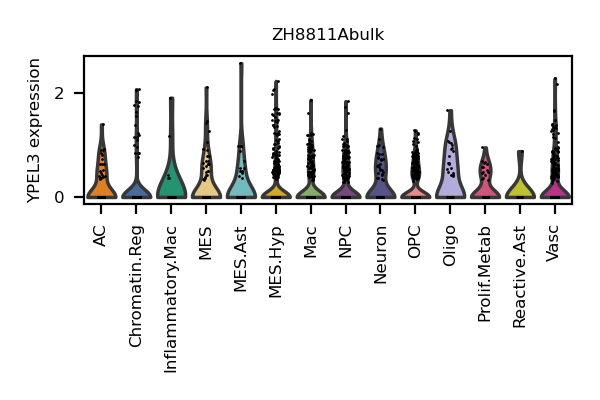 ZH8811Abulk
YPEL3 expression
2
0
AC
Chromatin.Reg
Inflammatory.Mac
MES
MES.Ast
MES.Hyp
Mac
NPC
Neuron
OPC
Oligo
Prolif.Metab
Reactive.Ast
Vasc